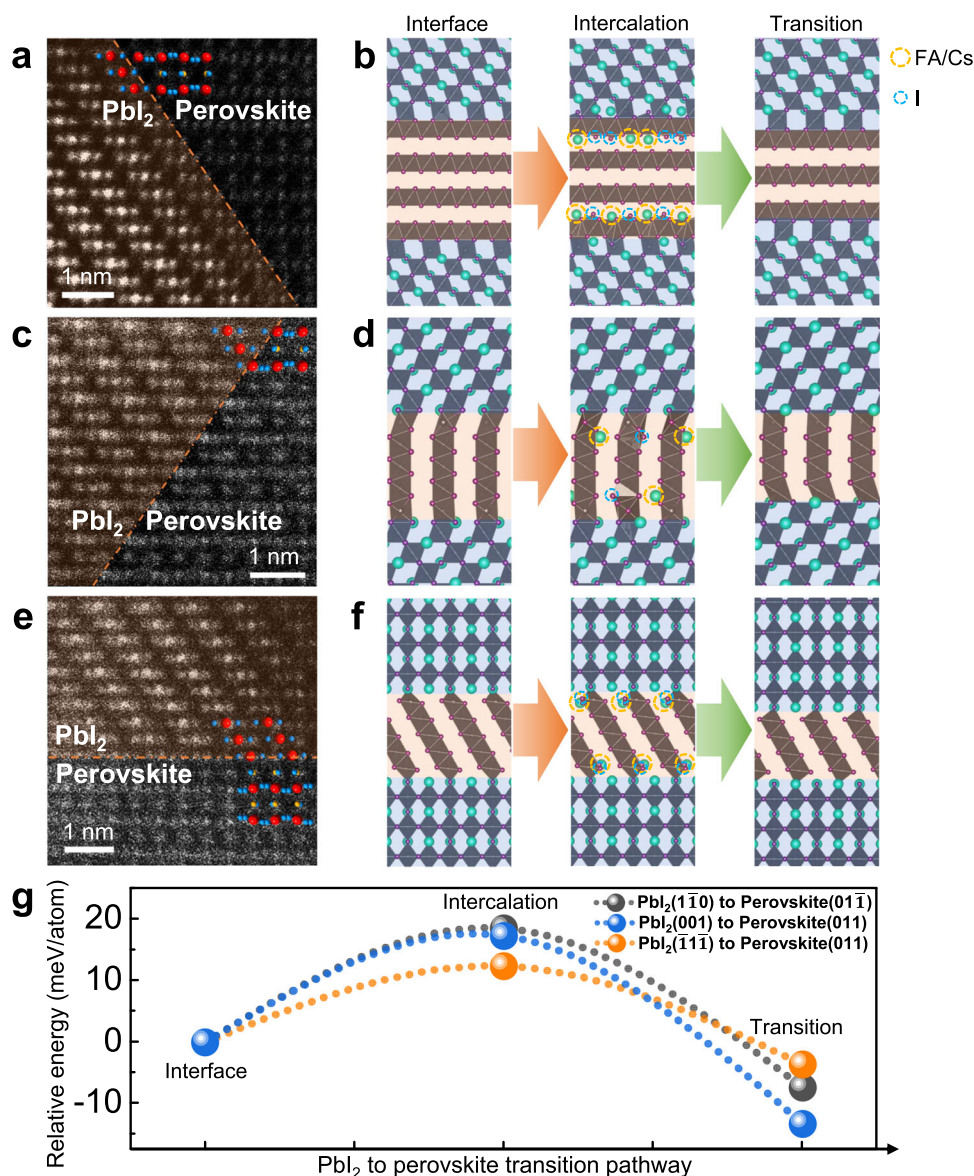 Interface
Intercalation
Transition
a
PbI₂
Perovskite
1 nm
b
FA/Cs
I
c
PbI₂
Perovskite
1 nm
d
e
PbI₂
Perovskite
1 nm
f
g
Relative energy (meV/atom)
20
10
0
-10
Interface
Intercalation
Transition
PbI₂(11̅0) to Perovskite(011̅)
PbI₂(001) to Perovskite(011)
PbI₂(1̅11̅) to Perovskite(011)
PbI₂ to perovskite transition pathway